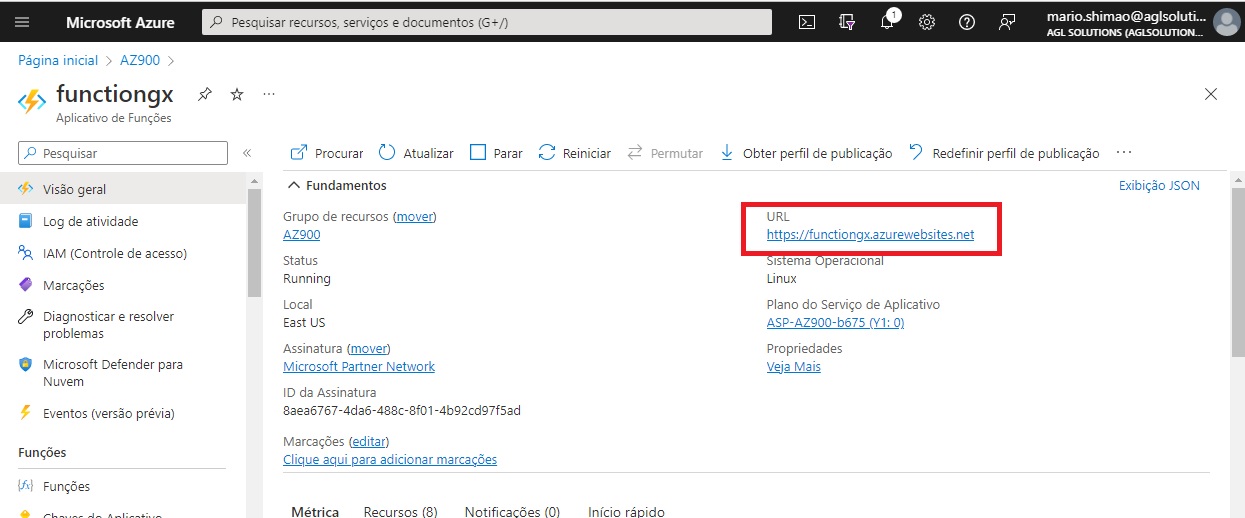 Microsoft Azure
Pesquisar recursos, serviços e documentos (G+/)
1
mario.shimao@aglsoluti...
AGL SOLUTIONS (AGLSOLUTION...
Página inicial > AZ900 >
functiongx
Aplicativo de Funções
Pesquisar
Visão geral
Log de atividade
IAM (Controle de acesso)
Marcações
Diagnosticar e resolver
problemas
Microsoft Defender para
Nuvem
Eventos (versão prévia)
Funções
Funções
Chaves do Aplicativo
Procurar Atualizar Parar Reiniciar Permutar Obter perfil de publicação Redefinir perfil de publicação ...
Fundamentos
Exibição JSON
Grupo de recursos (mover)
AZ900
Status
Running
Local
East US
Assinatura (mover)
Microsoft Partner Network
ID da Assinatura
8aea6767-4da6-488c-8f01-4b92cd97f5ad
Marcações (editar)
Clique aqui para adicionar marcações
URL
https://functiongx.azurewebsites.net
Sistema Operacional
Linux
Plano do Serviço de Aplicativo
ASP-AZ900-b675 (Y1: 0)
Propriedades
Veja Mais
Métrica Recursos (8) Notificações (0) Início rápido